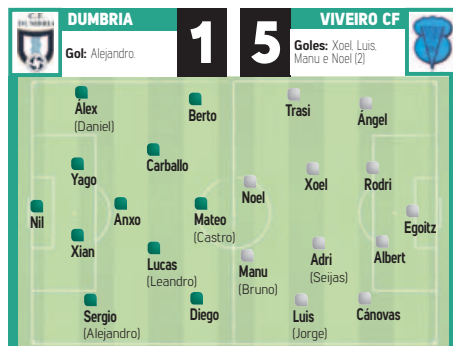 DUMBRIA
Gol: Alejandro.
1
5
VIVEIRO CF
Goles: Xoel, Luis,
Manu e Noel (2)
C.F.
DUMBRIA
Álex
(Daniel)
Berto
Trasi
Ángel
Carballo
Yago
Noel
Xoel
Rodri
Nil
Anxo
Mateo
(Castro)
Egoitz
Xian
Lucas
(Leandro)
Manu
(Bruno)
Adri
(Seijas)
Albert
Sergio
(Alejandro)
Diego
Luis
(Jorge)
Cánovas